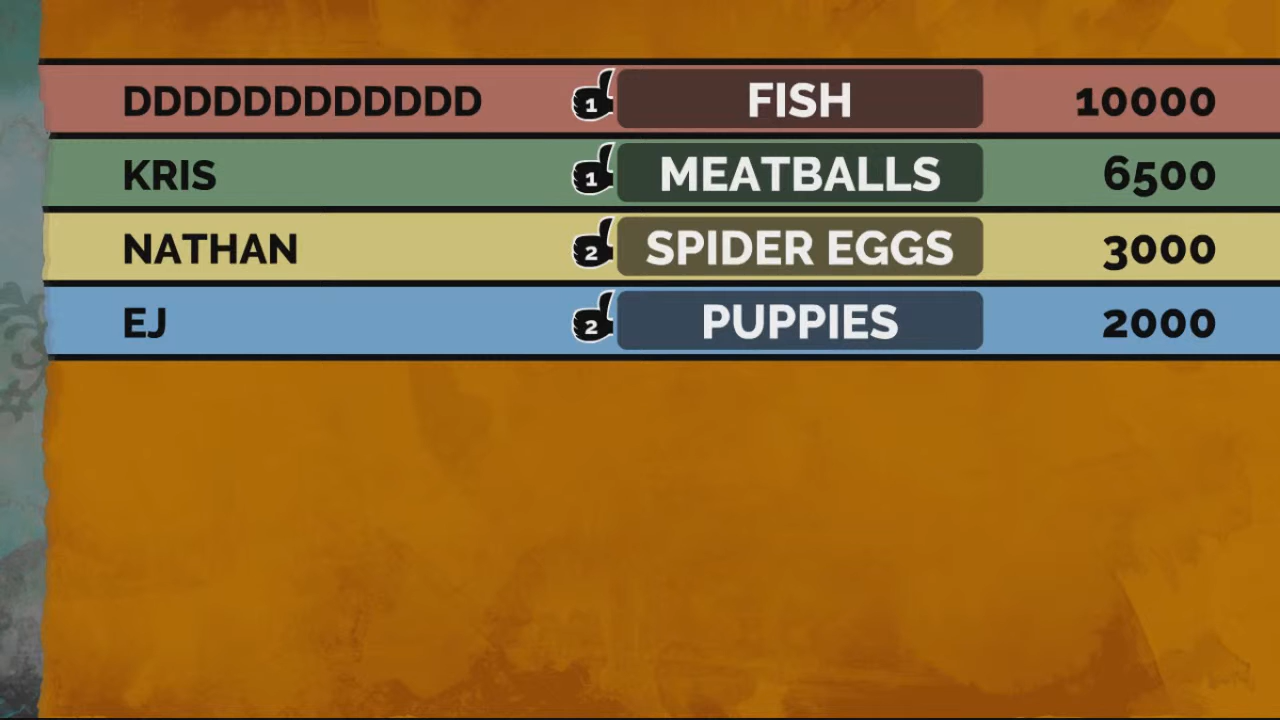 DDDDDDDDDDDD 1 FISH 10000
KRIS 1 MEATBALLS 6500
NATHAN 2 SPIDER EGGS 3000
EJ 2 PUPPIES 2000